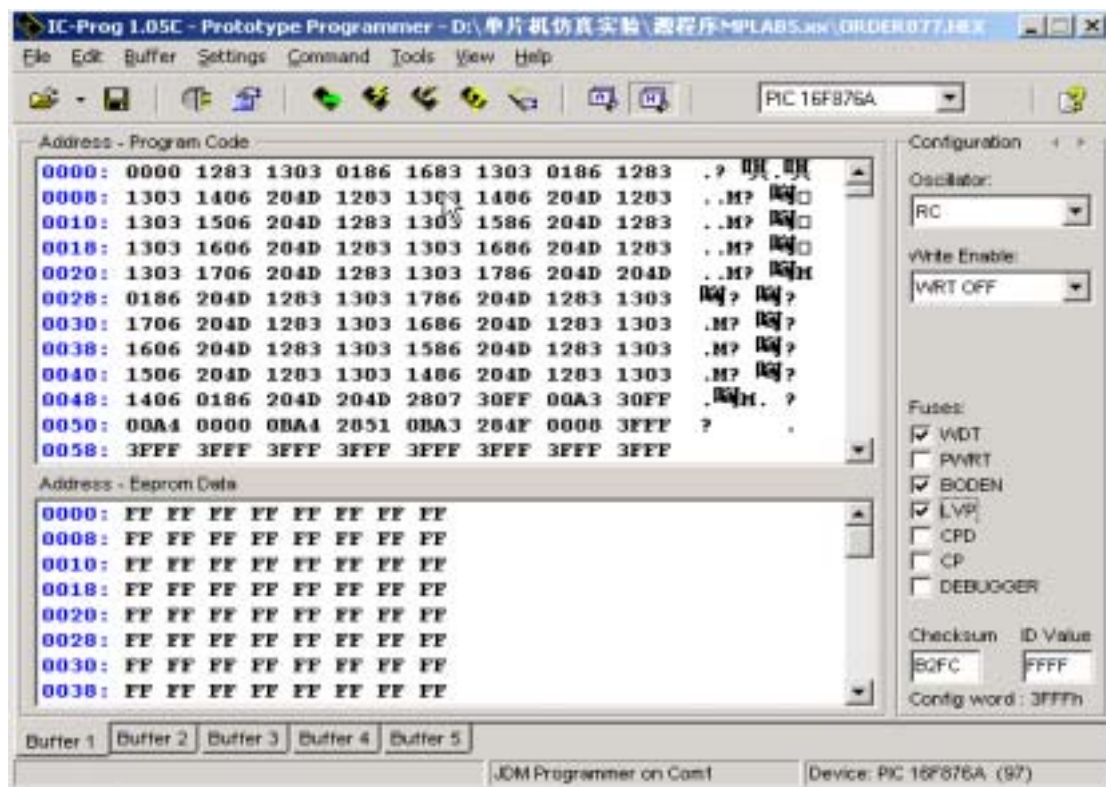 IC-Prog 1.05C - Prototype Programmer - D:\单片机仿真实验\源程序MPLAB5.xx\ORDER077.HEX
File Edit Buffer Settings Command Tools View Help
PIC 16F876A
Address - Program Code
0000: 0000 1283 1303 0186 1683 1303 0186 1283
0008: 1303 1406 204D 1283 1303 1486 204D 1283
0010: 1303 1506 204D 1283 1303 1586 204D 1283
0018: 1303 1606 204D 1283 1303 1686 204D 1283
0020: 1303 1706 204D 1283 1303 1786 204D 204D
0028: 0186 204D 1283 1303 1786 204D 1283 1303
0030: 1706 204D 1283 1303 1686 204D 1283 1303
0038: 1606 204D 1283 1303 1586 204D 1283 1303
0040: 1506 204D 1283 1303 1486 204D 1283 1303
0048: 1406 0186 204D 204D 2807 30FF 00A3 30FF
0050: 00A4 0000 0BA4 2851 0BA3 284F 0008 3FFF
0058: 3FFF 3FFF 3FFF 3FFF 3FFF 3FFF 3FFF 3FFF
Address - Eeprom Data
0000: FF FF FF FF FF FF FF FF
0008: FF FF FF FF FF FF FF FF
0010: FF FF FF FF FF FF FF FF
0018: FF FF FF FF FF FF FF FF
0020: FF FF FF FF FF FF FF FF
0028: FF FF FF FF FF FF FF FF
0030: FF FF FF FF FF FF FF FF
0038: FF FF FF FF FF FF FF FF
Configuration
Oscillator:
RC
Write Enable:
WRT OFF
Fuses:
WDT
PWRT
BODEN
LVP
CPD
CP
DEBUGGER
Checksum ID Value
B2FC FFFF
Config word : 3FFFh
Buffer 1 Buffer 2 Buffer 3 Buffer 4 Buffer 5
JDM Programmer on Com1 Device: PIC 16F876A (97)